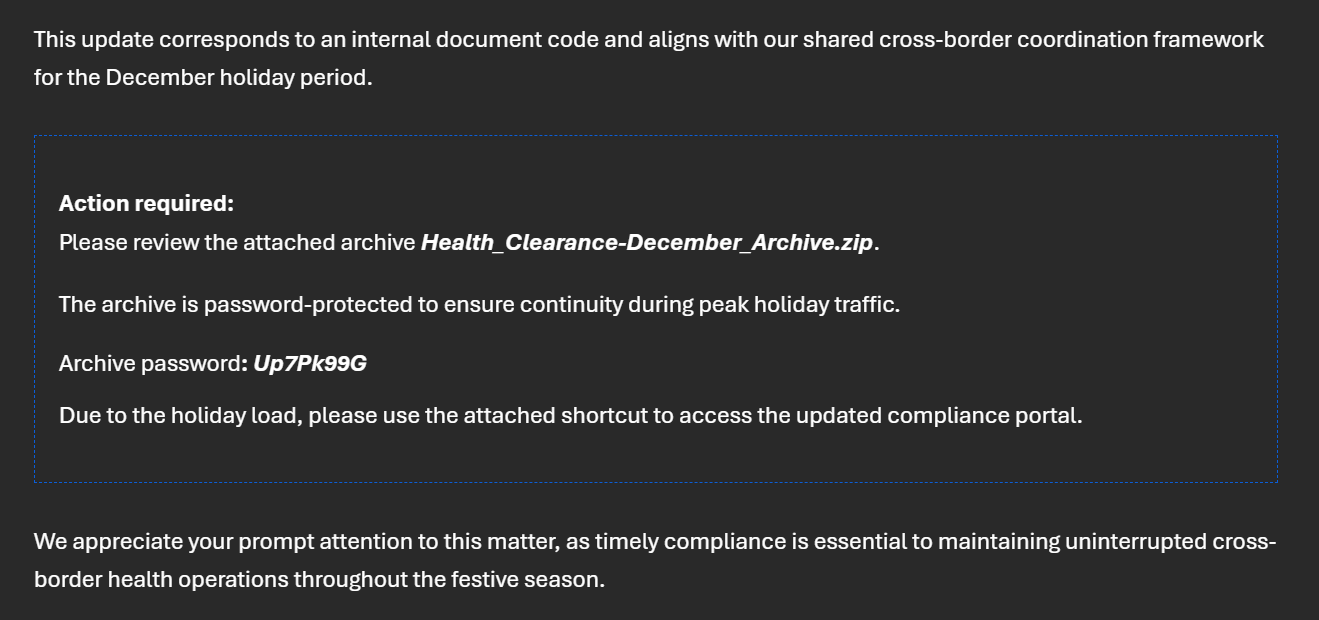 This update corresponds to an internal document code and aligns with our shared cross-border coordination framework
for the December holiday period.
Action required:
Please review the attached archive Health_Clearance-December_Archive.zip.
The archive is password-protected to ensure continuity during peak holiday traffic.
Archive password: Up7Pk99G
Due to the holiday load, please use the attached shortcut to access the updated compliance portal.
We appreciate your prompt attention to this matter, as timely compliance is essential to maintaining uninterrupted cross-
border health operations throughout the festive season.